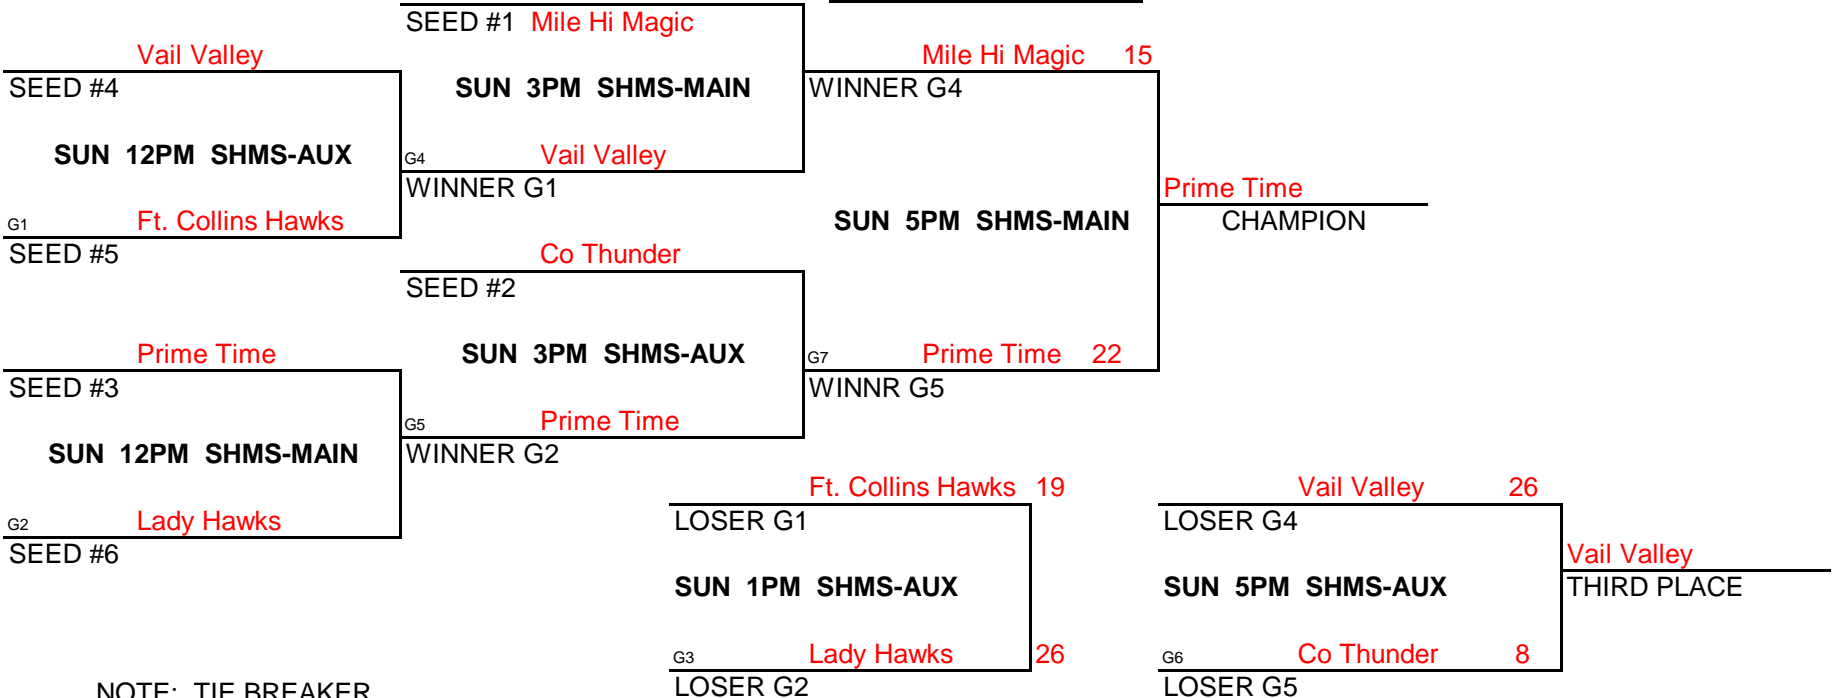 SEED #1 Mile Hi Magic
Vail Valley
Mile Hi Magic 15
SEED #4
SUN 3PM SHMS-MAIN
WINNER G4
SUN 12PM SHMS-AUX
G4 Vail Valley
WINNER G1
Prime Time
G1 Ft. Collins Hawks
SUN 5PM SHMS-MAIN
CHAMPION
SEED #5
Co Thunder
SEED #2
Prime Time
SUN 3PM SHMS-AUX
G7 Prime Time 22
SEED #3
WINNR G5
G5 Prime Time
SUN 12PM SHMS-MAIN
WINNER G2
Ft. Collins Hawks 19
Vail Valley 26
G2 Lady Hawks
LOSER G1
LOSER G4
SEED #6
Vail Valley
SUN 1PM SHMS-AUX
SUN 5PM SHMS-AUX
THIRD PLACE
G3 Lady Hawks 26
G6 Co Thunder 8
NOTE: TIE BREAKER
LOSER G2
LOSER G5